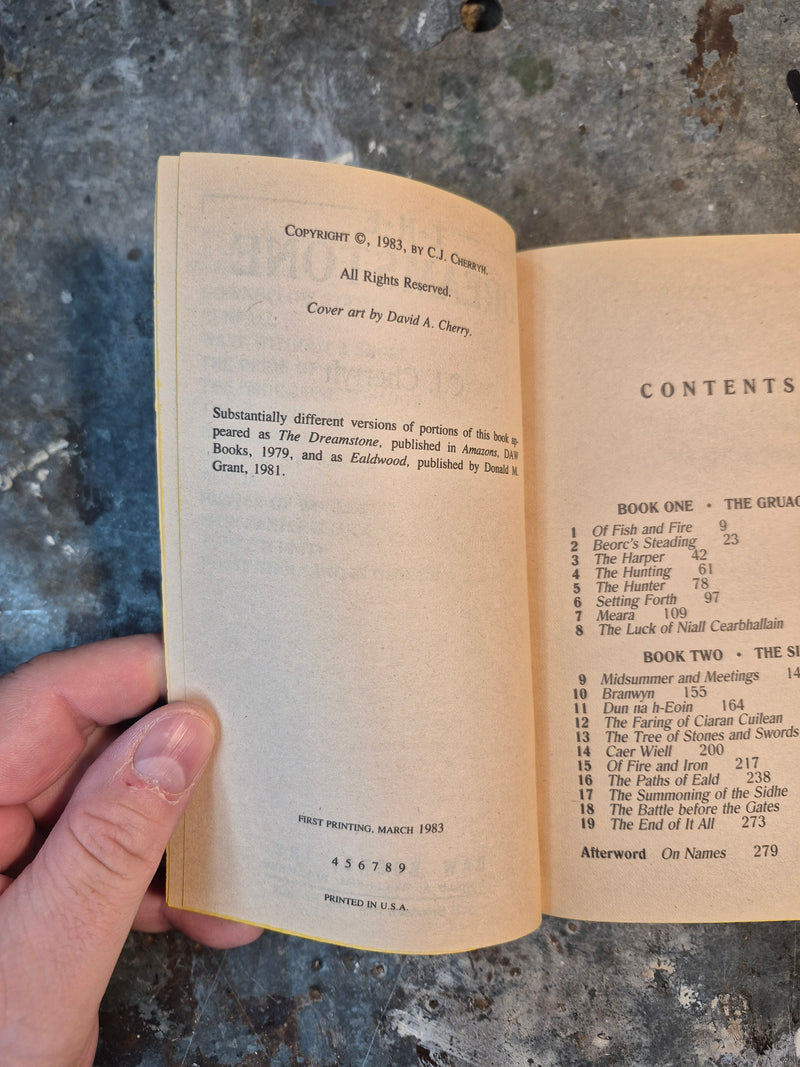 COPYRIGHT ©, 1983, BY C.J. CHERRYH.
All Rights Reserved.
Cover art by David A. Cherry.
Substantially different versions of portions of this book ap-
peared as The Dreamstone, published in Amazons, DAW
Books, 1979, and as Ealdwood, published by Donald M.
Grant, 1981.
FIRST PRINTING, MARCH 1983
4 5 6 7 8 9
PRINTED IN U.S.A.
CONTENTS
BOOK ONE • THE GRUAC
1 Of Fish and Fire 9
2 Beorc's Steading 23
3 The Harper 42
4 The Hunting 61
5 The Hunter 78
6 Setting Forth 97
7 Meara 109
8 The Luck of Niall Cearbhallain
BOOK TWO • THE SI
9 Midsummer and Meetings 14
10 Branwyn 155
11 Dun na h-Eoin 164
12 The Faring of Ciaran Cuilean
13 The Tree of Stones and Swords
14 Caer Wiell 200
15 Of Fire and Iron 217
16 The Paths of Eald 238
17 The Summoning of the Sidhe
18 The Battle before the Gates
19 The End of It All 273
Afterword On Names 279